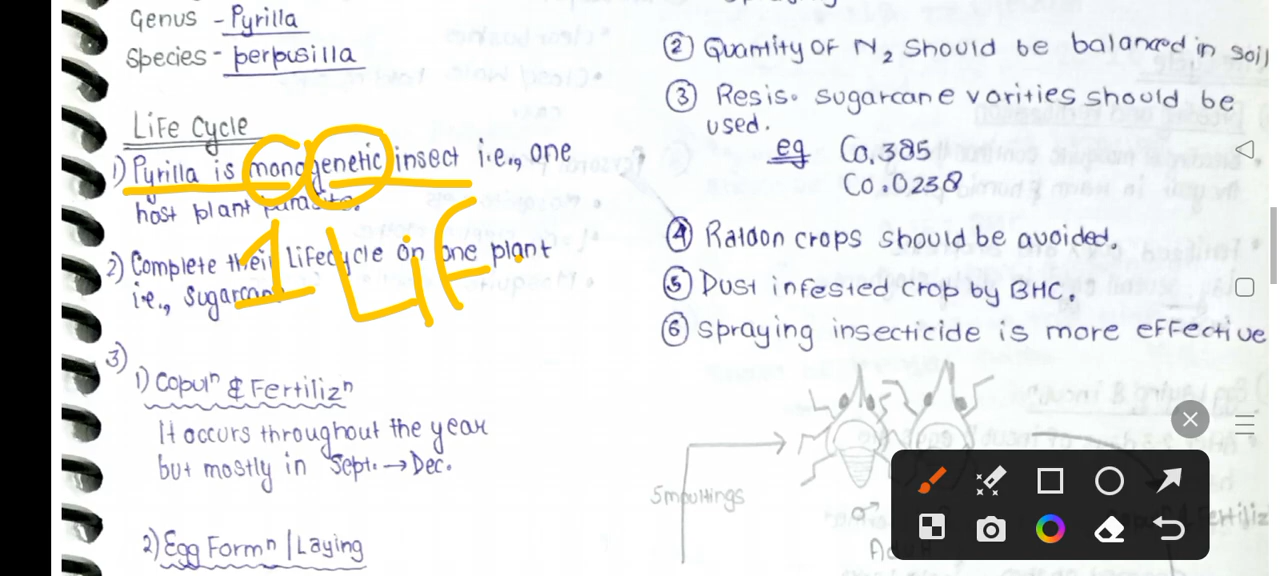 Genus - Pyrilla
Species - perpusilla
Life Cycle
1) Pyrilla is monogenetic insect i.e., one
host plant parasite.
2) Complete their lifecycle on one plant
i.e., Sugarcane
1 LIF
3)
1) Copulⁿ & Fertilizⁿ
It occurs throughout the year
but mostly in Sept. → Dec.
2) Egg Formⁿ / Laying
② Quantity of N₂ should be balanced in soil
③ Resis. sugarcane varities should be
used.
eg Co.385
Co.0238
④ Ratoon crops should be avoided.
⑤ Dust infested crop by BHC.
⑥ spraying insecticide is more effective
5moultings
♂